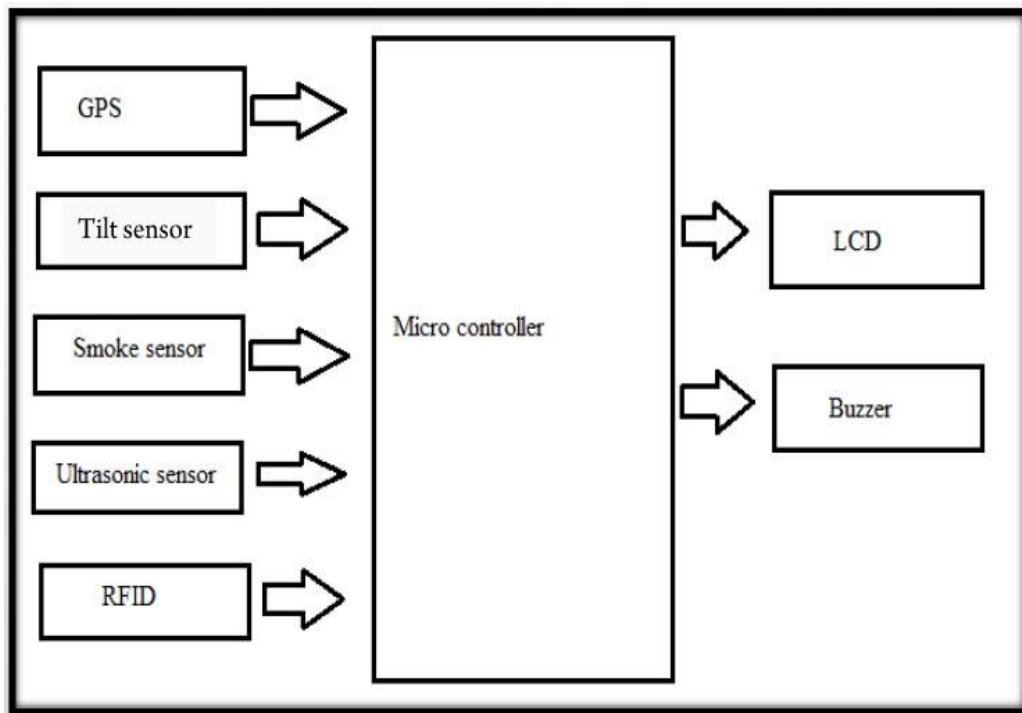 GPS
Tilt sensor
Smoke sensor
Ultrasonic sensor
RFID
Micro controller
LCD
Buzzer